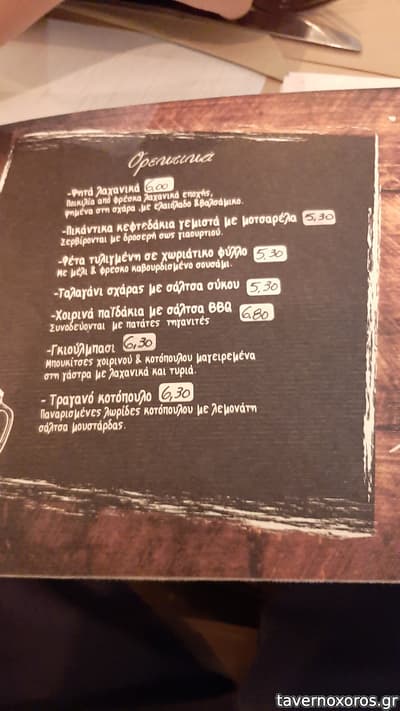 Ορεκτικά
-Ψητά λαχανικά 6,00
Ποικιλία από φρέσκα λαχανικά εποχής,
ψημένα στη σχάρα ,με ελαιόλαδο &βαλσάμικο.
-Πικάντικα κεφτεδάκια γεμιστά με μοτσαρέλα 5,30
Σερβίρονται με δροσερή σως γιαουρτιού.
-Φέτα τυλιγμένη σε χωριάτικο φύλλο 5,30
Με μέλι & φρέσκο καβουρδισμένο σουσάμι.
-Ταλαγάνι σχάρας με σάλτσα σύκου 5,30
-Χοιρινά παϊδάκια με σάλτσα BBQ 6,80
Συνοδεύονται με πατάτες τηγανιτές
-Γκιούλμπασι 6,30
Μπουκίτσες χοιρινού & κοτόπουλου μαγειρεμένα
στη γάστρα με λαχανικά και τυριά.
- Τραγανό κοτόπουλο 6,30
Παναρισμένες λωρίδες κοτόπουλου με λεμονάτη
σάλτσα μουστάρδας.
tavernoxoros.gr